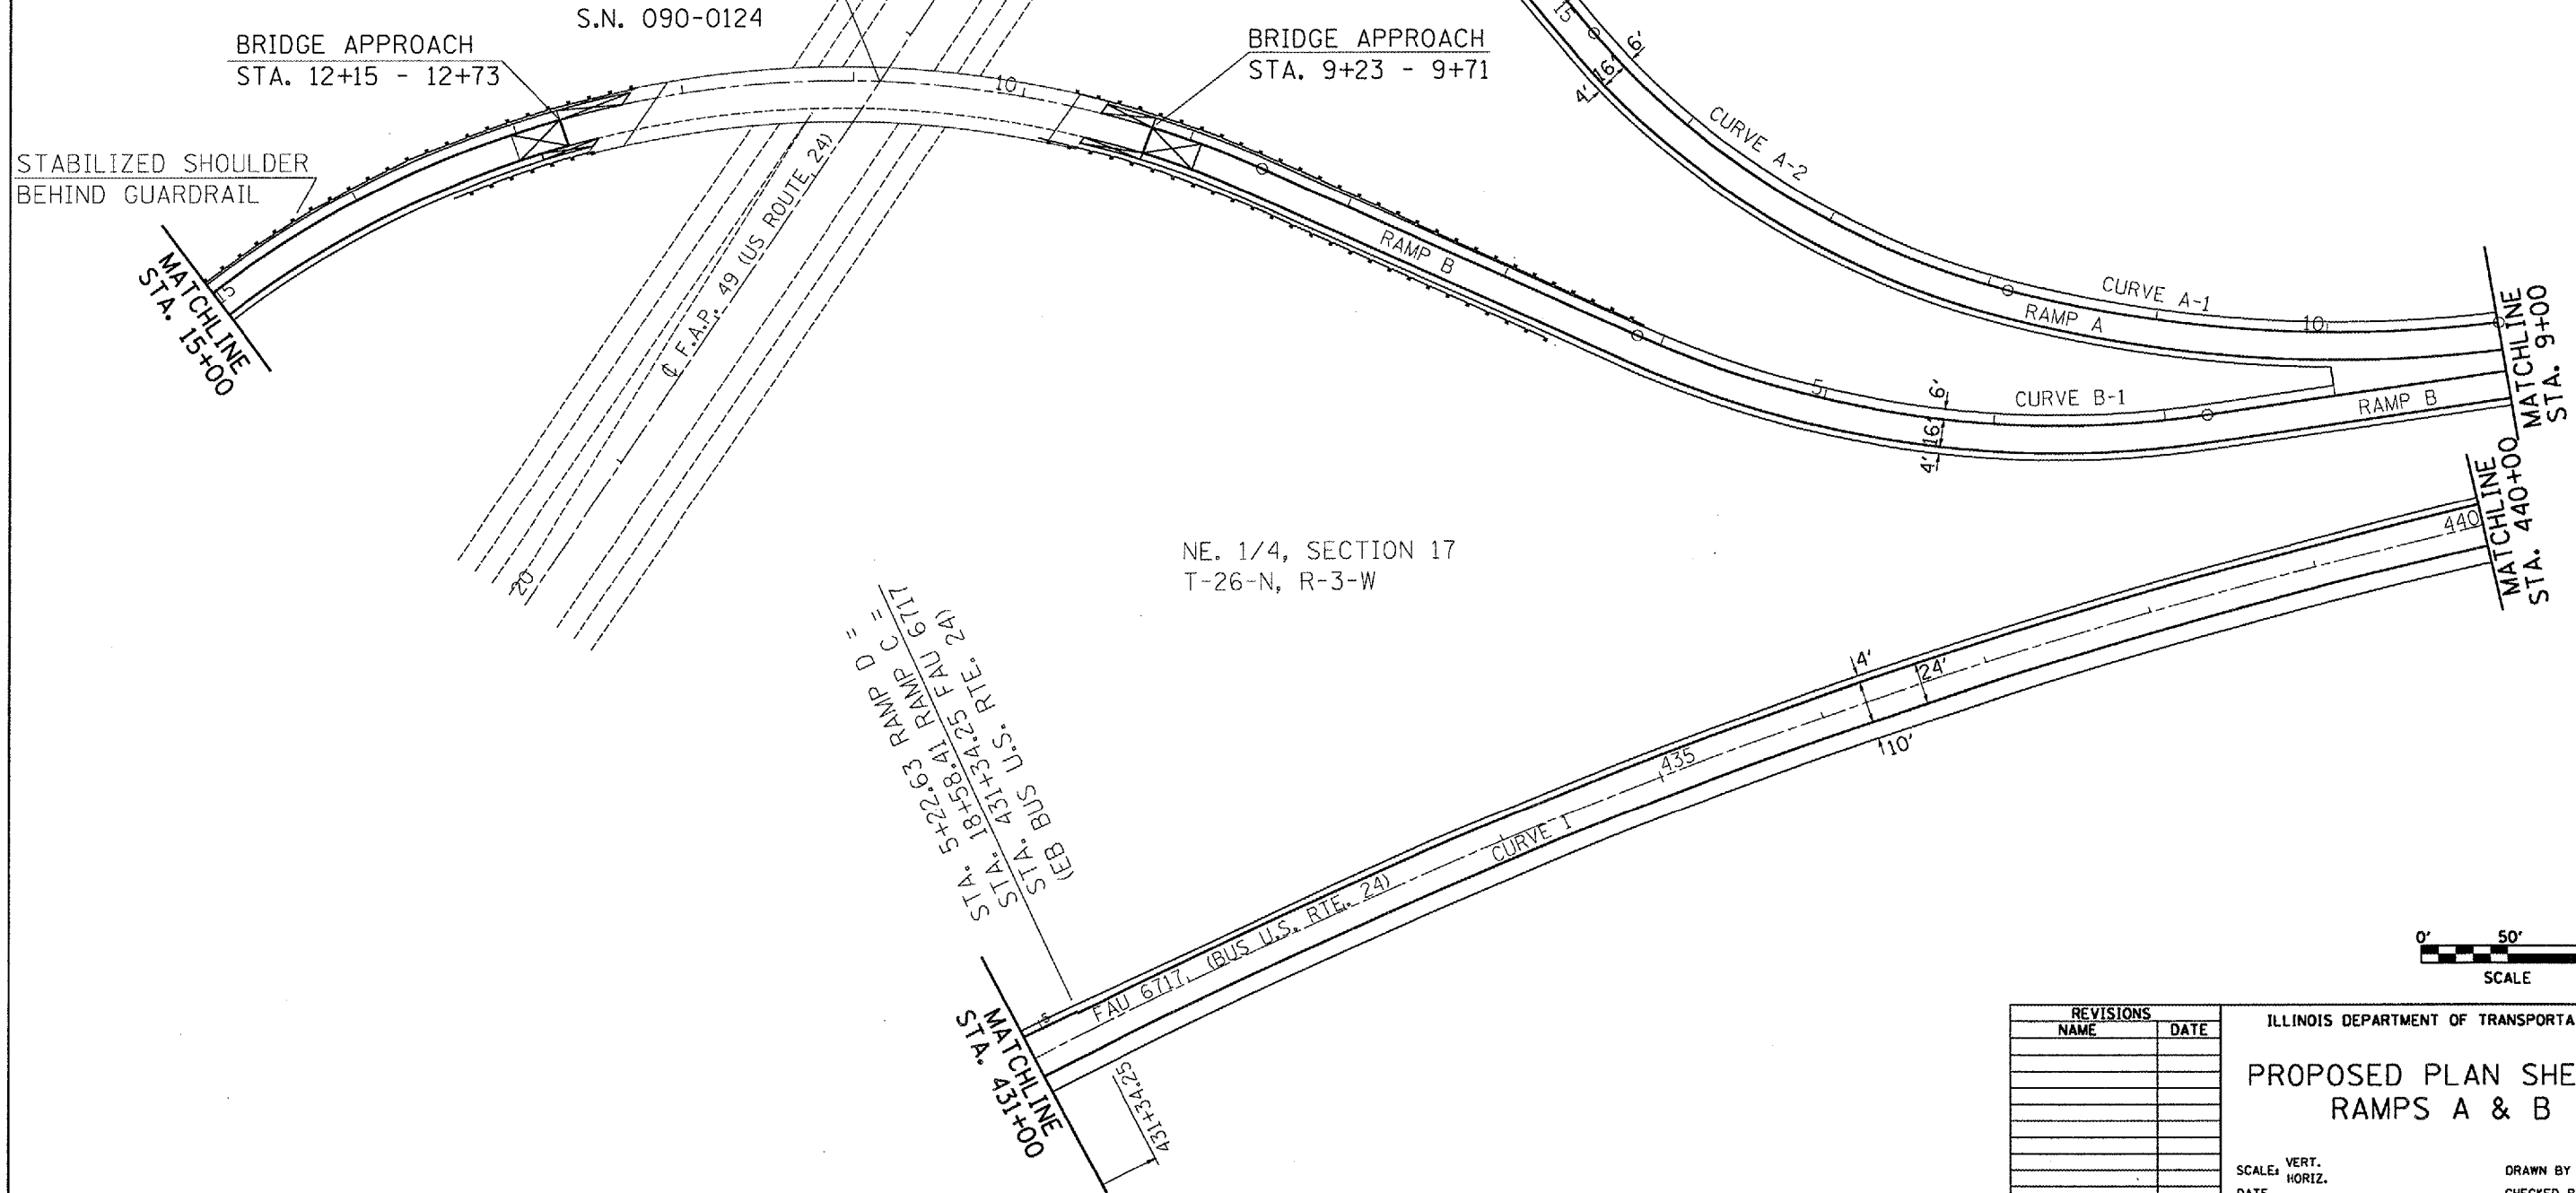 S.N. 090-0124
BRIDGE APPROACH
STA. 12+15 - 12+73
BRIDGE APPROACH
STA. 9+23 - 9+71
STABILIZED SHOULDER
BEHIND GUARDRAIL
MATCHLINE
STA. 15+00
15
10
℄ F.A.P. 49 (US ROUTE 24)
20
RAMP B
15
6'
16'
4'
CURVE A-2
CURVE A-1
RAMP A
10
5
6'
16'
4'
CURVE B-1
RAMP B
MATCHLINE
STA. 9+00
MATCHLINE
STA. 440+00
440
NE. 1/4, SECTION 17
T-26-N, R-3-W
STA. 5+22.63 RAMP D =
STA. 18+58.41 RAMP C =
STA. 431+34.25 FAU 6717
(EB BUS U.S. RTE. 24)
4'
24'
10'
435
CURVE 1
FAU 6717 (BUS U.S. RTE. 24)
5
MATCHLINE
STA. 431+00
431+34.25
0' 50'
SCALE
REVISIONS
NAME DATE
ILLINOIS DEPARTMENT OF TRANSPORTA
PROPOSED PLAN SHE
RAMPS A & B
SCALE: VERT.
HORIZ.
DRAWN BY
DATE
CHECKED B